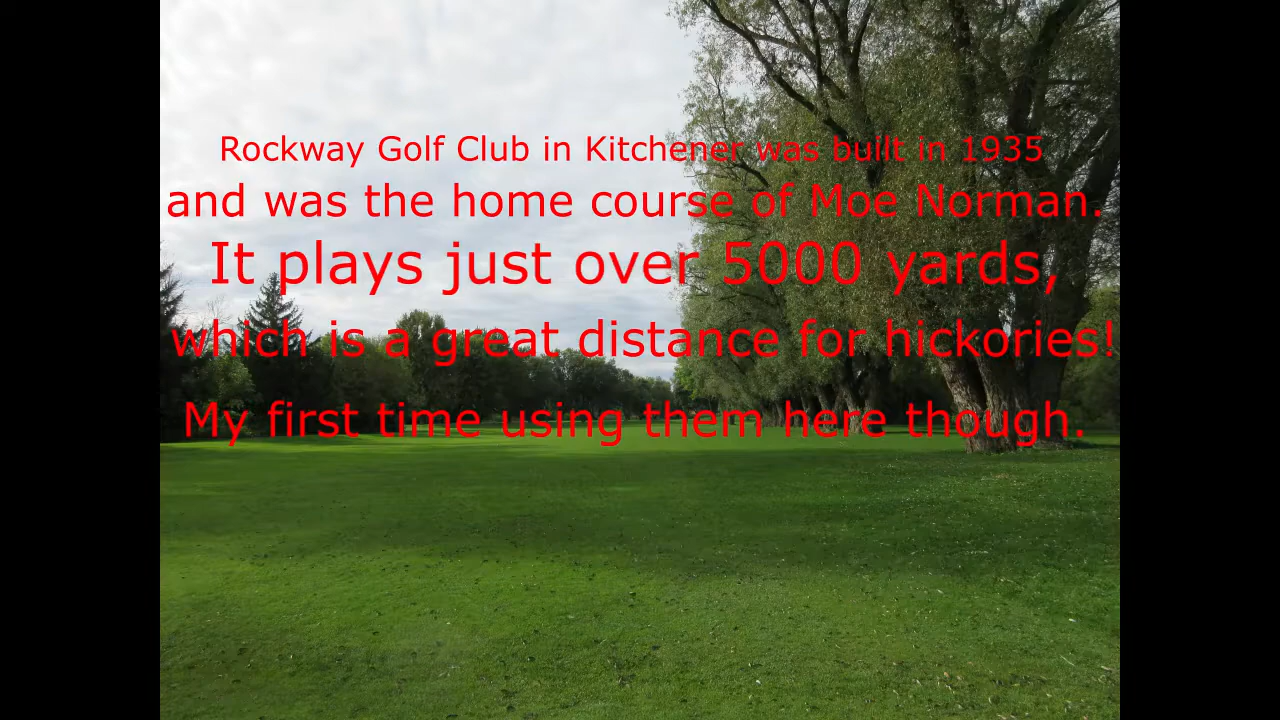 Rockway Golf Club in Kitchener was built in 1935
and was the home course of Moe Norman.
It plays just over 5000 yards,
which is a great distance for hickories!
My first time using them here though.